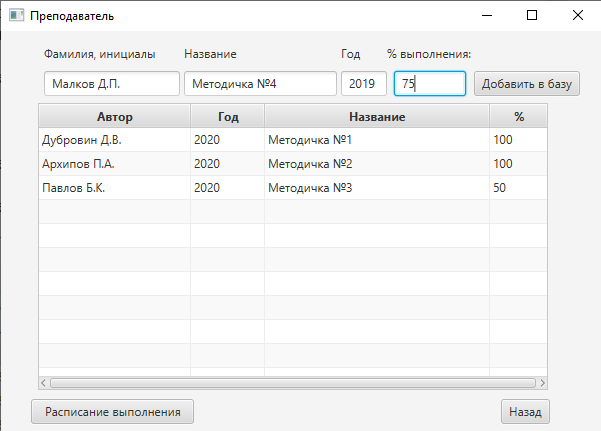 Преподаватель
Фамилия, инициалы Название Год % выполнения:
Малков Д.П. Методичка №4 2019 75 Добавить в базу
Автор Год Название %
Дубровин Д.В. 2020 Методичка №1 100
Архипов П.А. 2020 Методичка №2 100
Павлов Б.К. 2020 Методичка №3 50
Расписание выполнения Назад